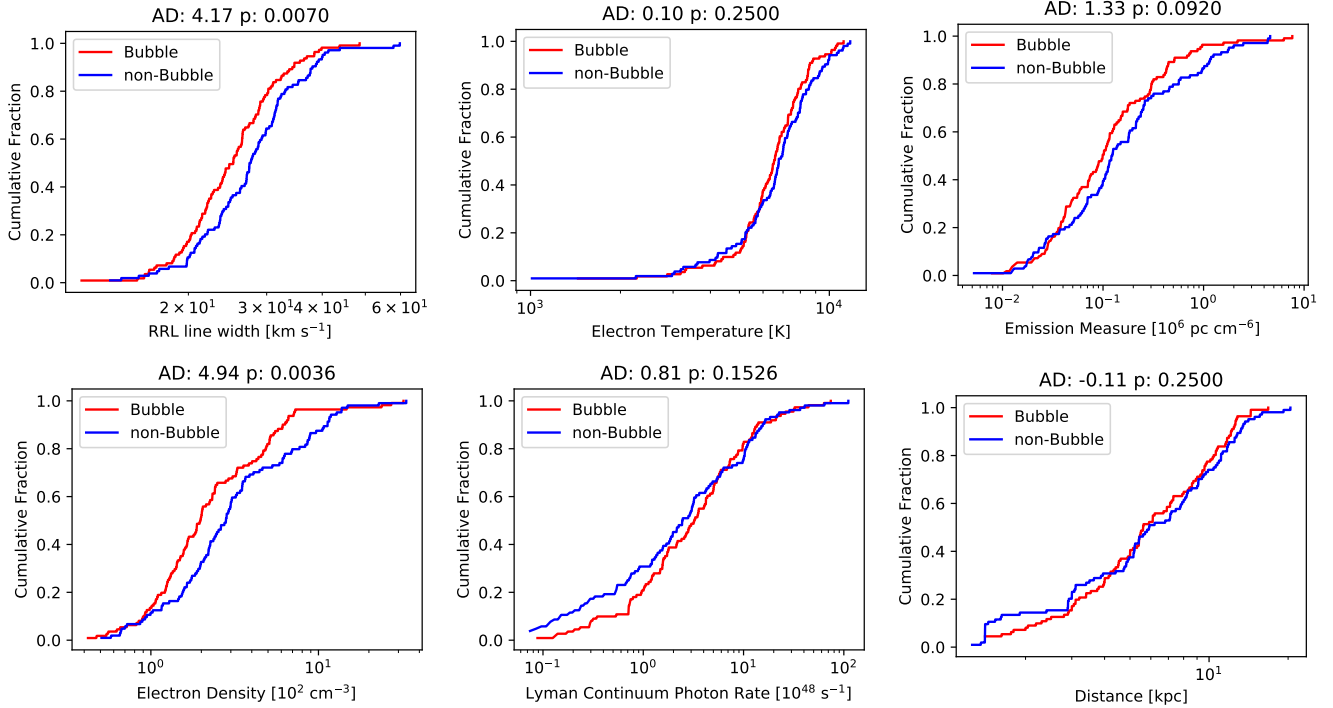 AD: 4.17 p: 0.0070
Bubble
non-Bubble
1.0
0.8
0.6
0.4
0.2
0.0
Cumulative Fraction
2 × 10¹ 3 × 10¹ 4 × 10¹ 6 × 10¹
RRL line width [km s⁻¹]
AD: 0.10 p: 0.2500
Bubble
non-Bubble
1.0
0.8
0.6
0.4
0.2
0.0
Cumulative Fraction
10³ 10⁴
Electron Temperature [K]
AD: 1.33 p: 0.0920
Bubble
non-Bubble
1.0
0.8
0.6
0.4
0.2
0.0
Cumulative Fraction
10⁻² 10⁻¹ 10⁰ 10¹
Emission Measure [10⁶ pc cm⁻⁶]
AD: 4.94 p: 0.0036
Bubble
non-Bubble
1.0
0.8
0.6
0.4
0.2
0.0
Cumulative Fraction
10⁰ 10¹
Electron Density [10² cm⁻³]
AD: 0.81 p: 0.1526
Bubble
non-Bubble
1.0
0.8
0.6
0.4
0.2
0.0
Cumulative Fraction
10⁻¹ 10⁰ 10¹ 10²
Lyman Continuum Photon Rate [10⁴⁸ s⁻¹]
AD: -0.11 p: 0.2500
Bubble
non-Bubble
1.0
0.8
0.6
0.4
0.2
0.0
Cumulative Fraction
10¹
Distance [kpc]